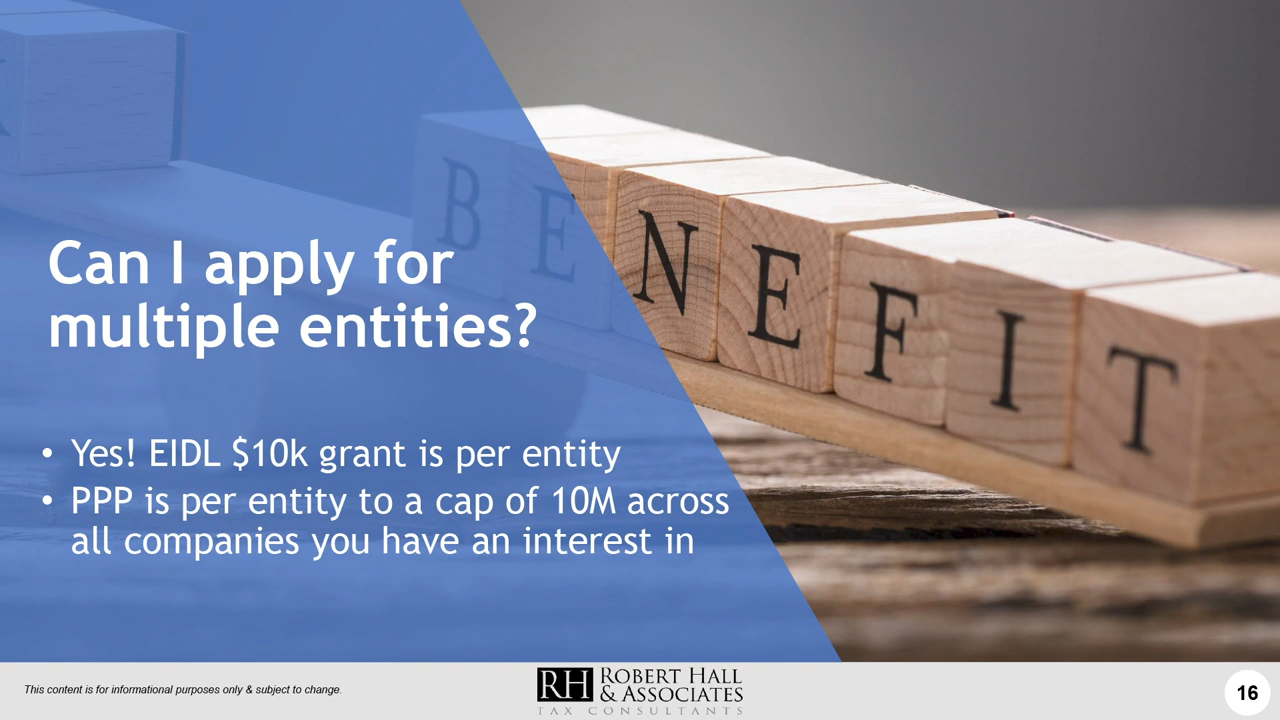 Can I apply for
multiple entities?
• Yes! EIDL $10k grant is per entity
• PPP is per entity to a cap of 10M across
all companies you have an interest in
BENEFIT
This content is for informational purposes only & subject to change.
RH
ROBERT HALL
& ASSOCIATES
TAX CONSULTANTS
16